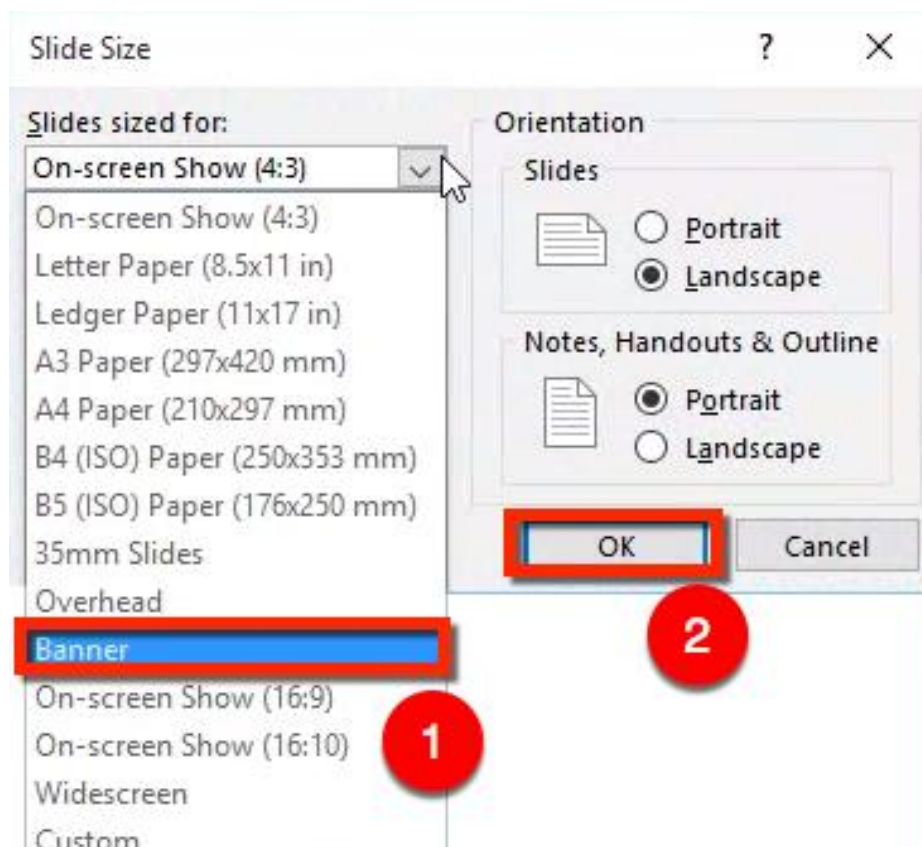 Slide Size
?
Slides sized for:
On-screen Show (4:3)
On-screen Show (4:3)
Letter Paper (8.5x11 in)
Ledger Paper (11x17 in)
A3 Paper (297x420 mm)
A4 Paper (210x297 mm)
B4 (ISO) Paper (250x353 mm)
B5 (ISO) Paper (176x250 mm)
35mm Slides
Overhead
Banner
On-screen Show (16:9)
On-screen Show (16:10)
Widescreen
Custom
1
Orientation
Slides
Portrait
Landscape
Notes, Handouts & Outline
Portrait
Landscape
OK
Cancel
2